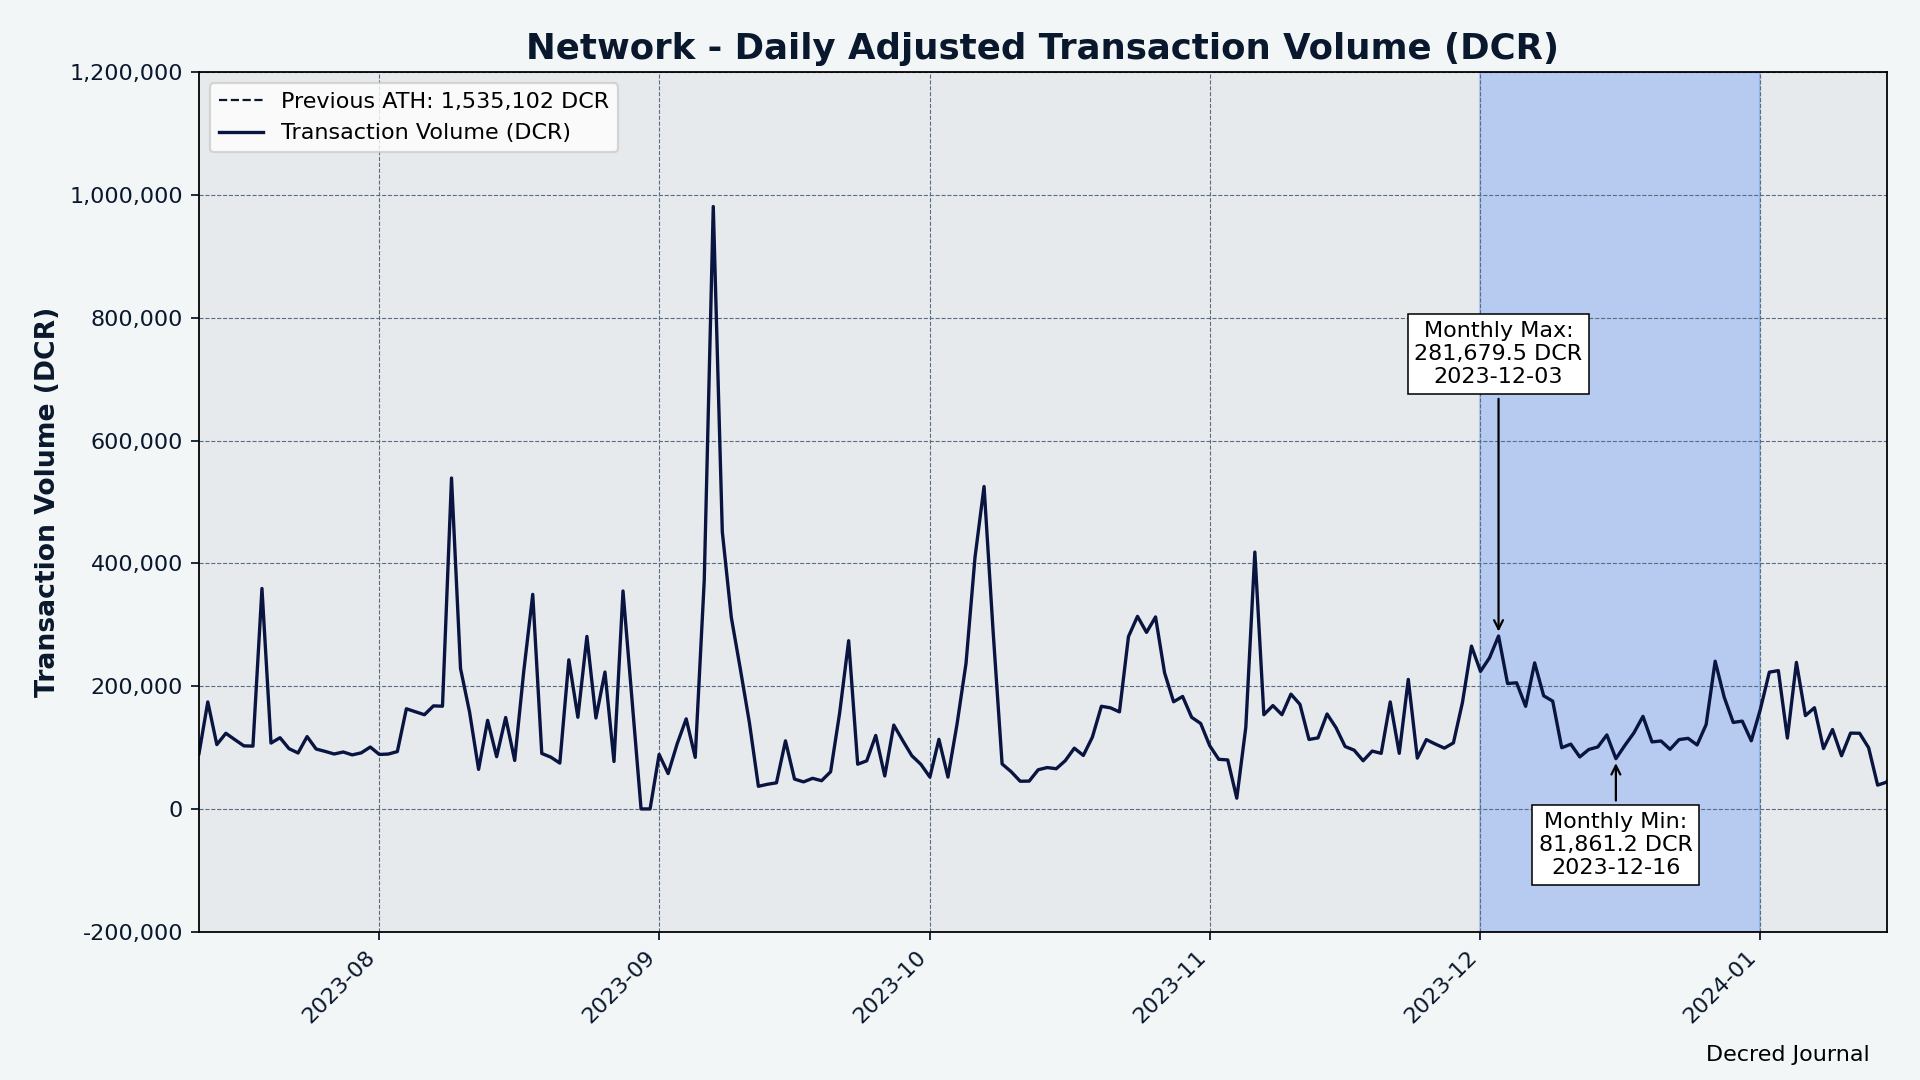 Network - Daily Adjusted Transaction Volume (DCR)
Transaction Volume (DCR)
1,200,000
1,000,000
800,000
600,000
400,000
200,000
0
-200,000
Previous ATH: 1,535,102 DCR
Transaction Volume (DCR)
Monthly Max:
281,679.5 DCR
2023-12-03
Monthly Min:
81,861.2 DCR
2023-12-16
2023-08
2023-09
2023-10
2023-11
2023-12
2024-01
Decred Journal